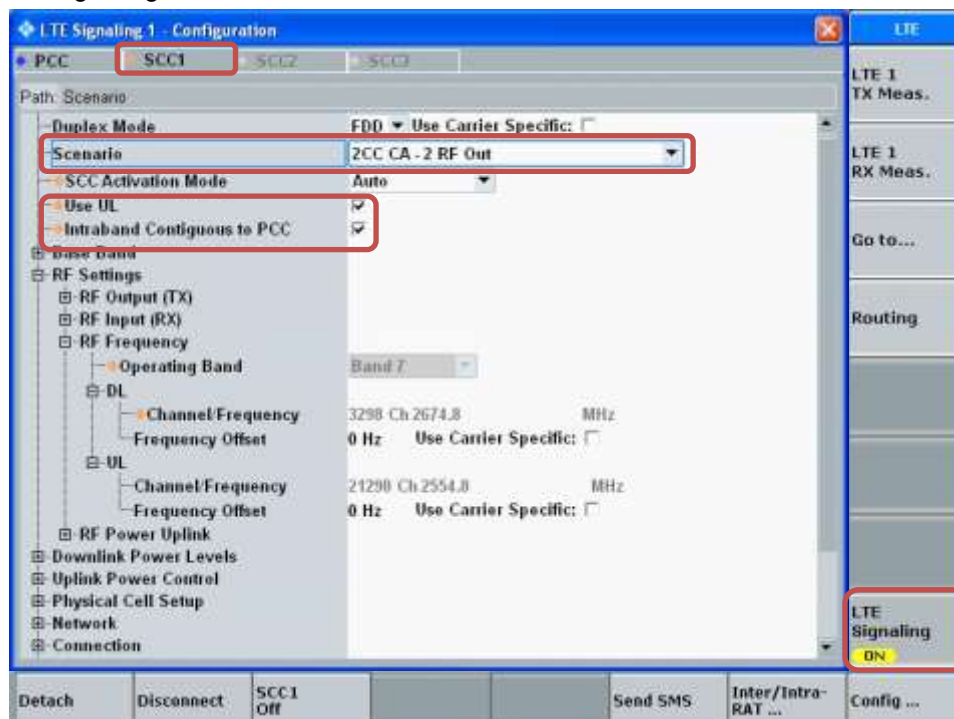 LTE Signaling 1 - Configuration
LTE
PCC SCC1 SCC2 SCC3
LTE 1
TX Meas.
Path: Scenario
Duplex Mode FDD Use Carrier Specific:
Scenario 2CC CA - 2 RF Out
LTE 1
RX Meas.
SCC Activation Mode Auto
Use UL
Intraband Contiguous to PCC
Go to...
Base Band
RF Settings
RF Output (TX)
RF Input (RX)
Routing
RF Frequency
Operating Band Band 7
DL
Channel/Frequency 3298 Ch 2674.8 MHz
Frequency Offset 0 Hz Use Carrier Specific:
UL
Channel/Frequency 21298 Ch 2554.8 MHz
Frequency Offset 0 Hz Use Carrier Specific:
RF Power Uplink
Downlink Power Levels
Uplink Power Control
Physical Cell Setup
Network
Connection
LTE
Signaling
ON
Detach Disconnect SCC1
Off
Send SMS Inter/Intra-
RAT ...
Config ...